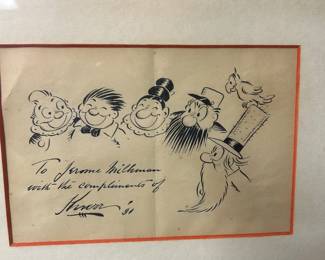 To Jerome Milkman
with the compliments of
Knerr '31